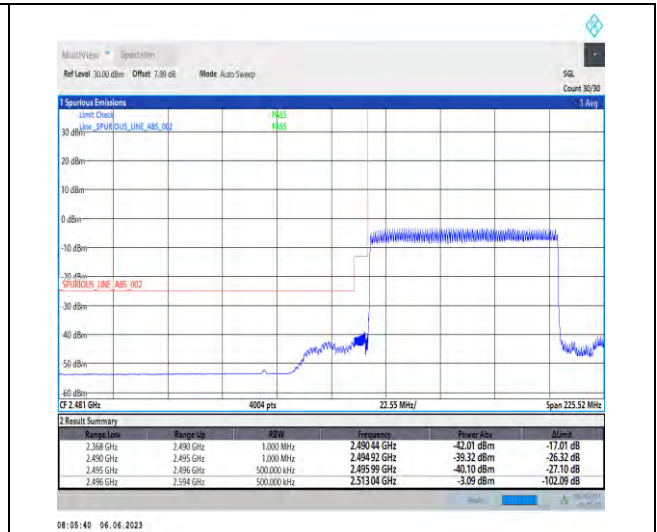 MultiView Spectrum
Ref Level 30.00 dBm Offset 7.89 dB Mode Auto Sweep SGL
Count 30/30
1 Spurious Emissions 1 Avg
Limit Check PASS
Line _SPURIOUS_LINE_ABS_002 PASS
30 dBm
20 dBm
10 dBm
0 dBm
-10 dBm
-20 dBm
SPURIOUS_LINE_ABS_002
-30 dBm
-40 dBm
-50 dBm
-60 dBm
CF 2.481 GHz 4004 pts 22.55 MHz/ Span 225.52 MHz
2 Result Summary
Range Low Range Up RBW Frequency Power Abs ΔLimit
2.368 GHz 2.490 GHz 1.000 MHz 2.490 44 GHz -42.01 dBm -17.01 dB
2.490 GHz 2.495 GHz 1.000 MHz 2.494 92 GHz -39.32 dBm -26.32 dB
2.495 GHz 2.496 GHz 500.000 kHz 2.495 99 GHz -40.10 dBm -27.10 dB
2.496 GHz 2.594 GHz 500.000 kHz 2.513 04 GHz -3.09 dBm -102.09 dB
08:05:40 06.06.2023